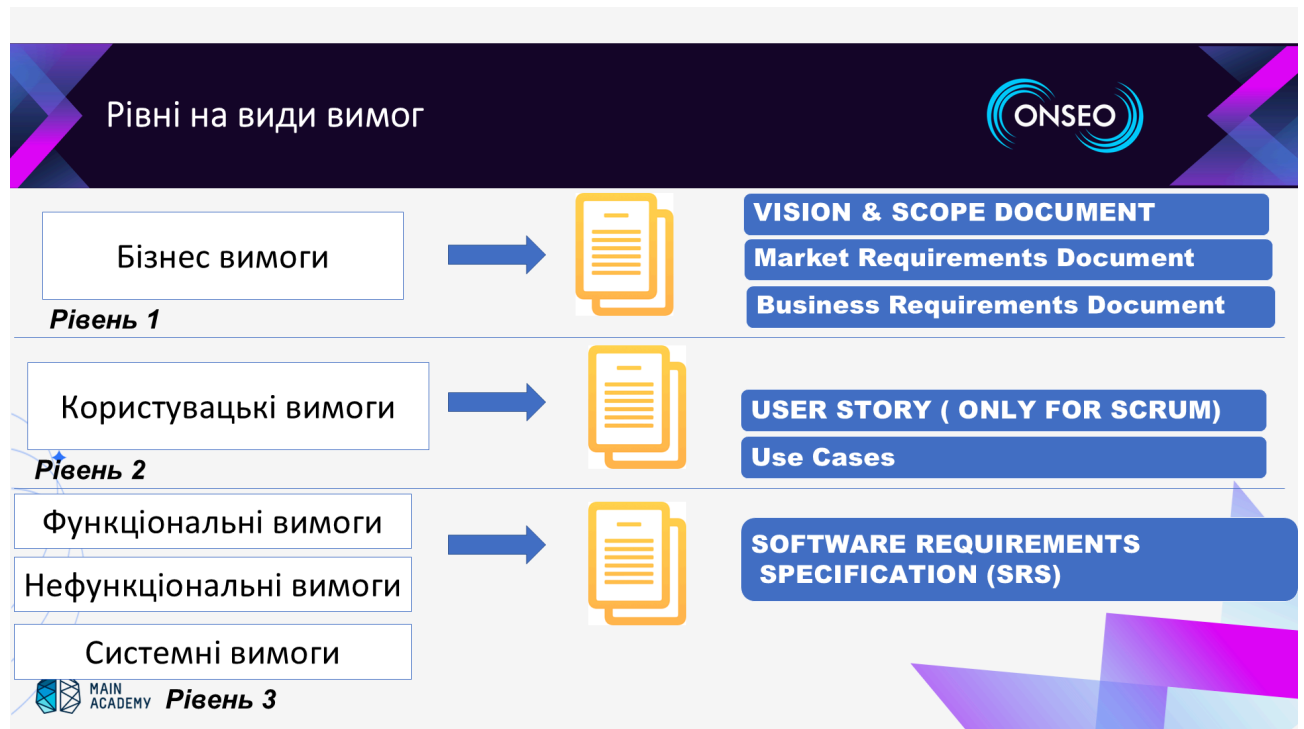 Рівні на види вимог
ONSEO
Бізнес вимоги
Рівень 1
VISION & SCOPE DOCUMENT
Market Requirements Document
Business Requirements Document
Користувацькі вимоги
Рівень 2
USER STORY ( ONLY FOR SCRUM)
Use Cases
Функціональні вимоги
Нефункціональні вимоги
Системні вимоги
Рівень 3
SOFTWARE REQUIREMENTS
SPECIFICATION (SRS)
MAIN
ACADEMY